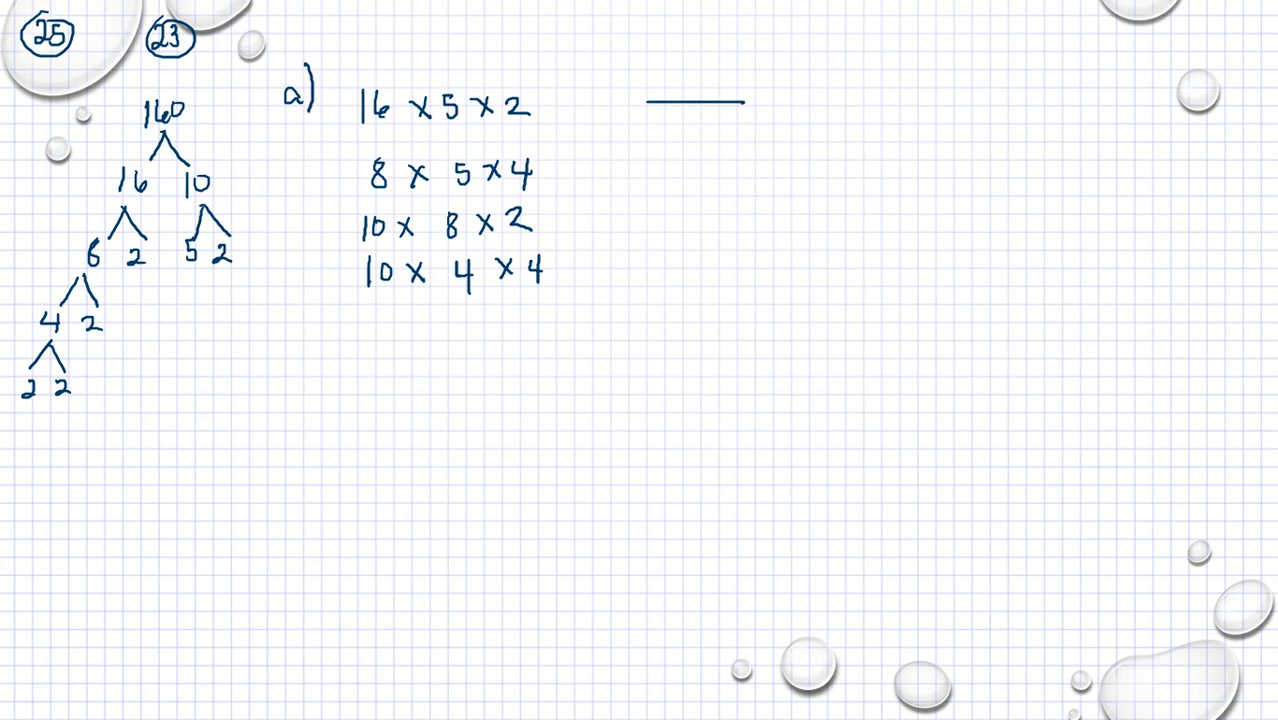 25 23
160
16 10
8 2 5 2
4 2
2 2
a) 16 x 5 x 2
8 x 5 x 4
10 x 8 x 2
10 x 4 x 4